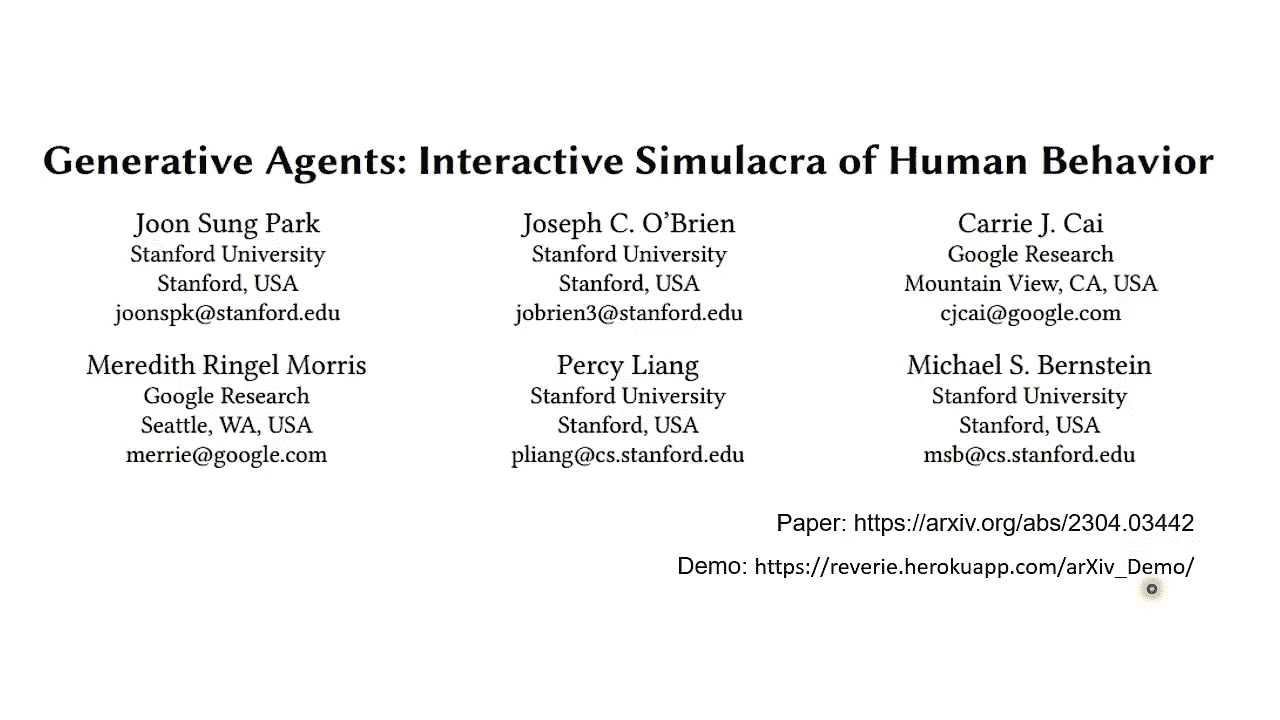 Generative Agents: Interactive Simulacra of Human Behavior
Joon Sung Park
Stanford University
Stanford, USA
joonspk@stanford.edu
Joseph C. O’Brien
Stanford University
Stanford, USA
jobrien3@stanford.edu
Carrie J. Cai
Google Research
Mountain View, CA, USA
cjcai@google.com
Meredith Ringel Morris
Google Research
Seattle, WA, USA
merrie@google.com
Percy Liang
Stanford University
Stanford, USA
pliang@cs.stanford.edu
Michael S. Bernstein
Stanford University
Stanford, USA
msb@cs.stanford.edu
Paper: https://arxiv.org/abs/2304.03442
Demo: https://reverie.herokuapp.com/arXiv_Demo/